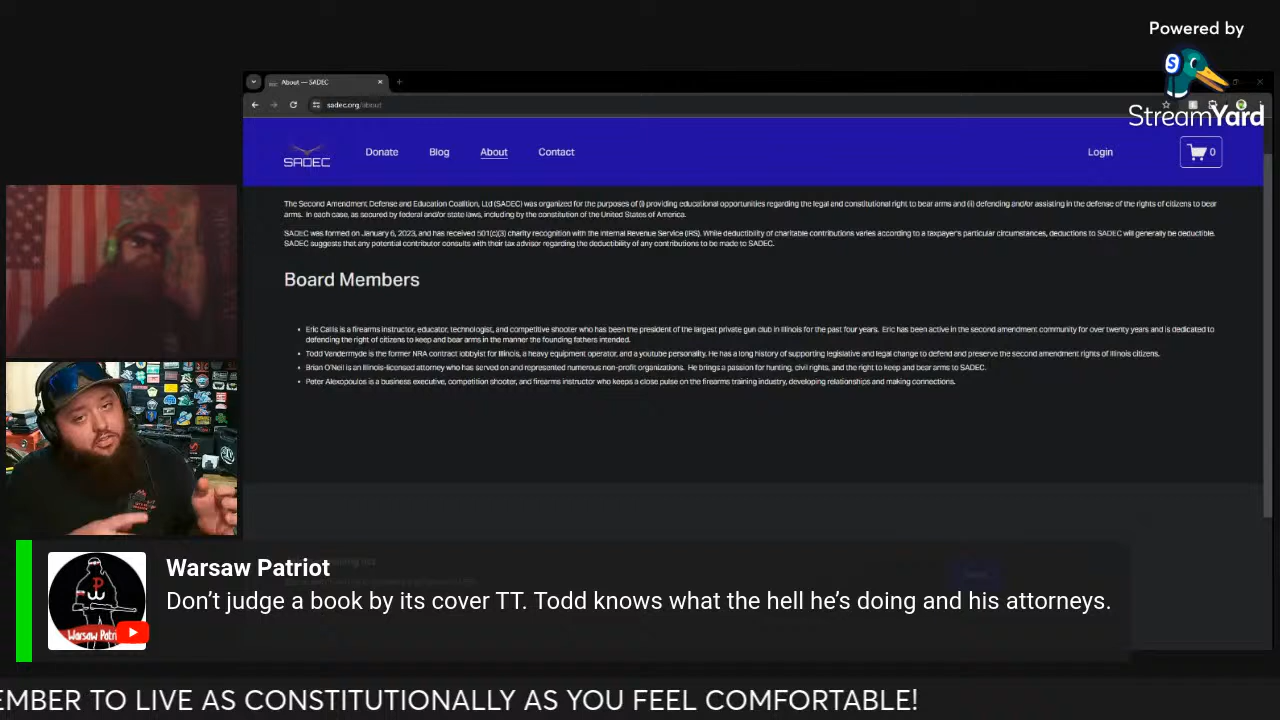 Powered by
StreamYard
About — SADEC
sadec.org/about
SADEC
Donate
Blog
About
Contact
Login
0
The Second Amendment Defense and Education Coalition, Ltd (SADEC) was organized for the purposes of (i) providing educational opportunities regarding the legal and constitutional right to bear arms and (ii) defending and/or assisting in the defense of the rights of citizens to bear
arms. In each case, as secured by federal and/or state laws, including by the constitution of the United States of America.
SADEC was formed on January 6, 2023, and has received 501(c)(3) charity recognition with the Internal Revenue Service (IRS). While deductibility of charitable contributions varies according to a taxpayer's particular circumstances, deductions to SADEC will generally be deductible.
SADEC suggests that any potential contributor consults with their tax advisor regarding the deductibility of any contributions to be made to SADEC.
Board Members
• Eric Callis is a firearms instructor, educator, technologist, and competitive shooter who has been the president of the largest private gun club in Illinois for the past four years. Eric has been active in the second amendment community for over twenty years and is dedicated to
defending the right of citizens to keep and bear arms in the manner the founding fathers intended.
• Todd Vandermyde is the former NRA contract lobbyist for Illinois, a heavy equipment operator, and a youtube personality. He has a long history of supporting legislative and legal change to defend and preserve the second amendment rights of Illinois citizens.
• Brian O'Neil is an Illinois-licensed attorney who has served on and represented numerous non-profit organizations. He brings a passion for hunting, civil rights, and the right to keep and bear arms to SADEC.
• Peter Alexopoulos is a business executive, competition shooter, and firearms instructor who keeps a close pulse on the firearms training industry, developing relationships and making connections.
Warsaw Patriot
Don't judge a book by its cover TT. Todd knows what the hell he's doing and his attorneys.
EMBER TO LIVE AS CONSTITUTIONALLY AS YOU FEEL COMFORTABLE!